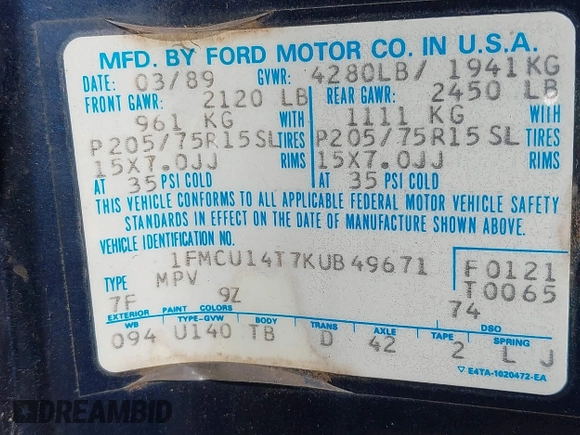 MFD. BY FORD MOTOR CO. IN U.S.A.
DATE: 03/89 GVWR: 4280LB/ 1941KG
FRONT GAWR: 2120 LB REAR GAWR: 2450 LB
961 KG WITH 1111 KG WITH
P205/75R15SL TIRES P205/75R15 SL TIRES
15X7.0JJ RIMS 15X7.0JJ RIMS
AT 35 PSI COLD AT 35 PSI COLD
THIS VEHICLE CONFORMS TO ALL APPLICABLE FEDERAL MOTOR VEHICLE SAFETY
STANDARDS IN EFFECT ON THE DATE OF MANUFACTURE SHOWN ABOVE.
VEHICLE IDENTIFICATION NO.
1FMCU14T7KUB49671 F0121
TYPE MPV T0065
7F 9Z 74
EXTERIOR PAINT COLORS DSO
WB TYPE-GVW BODY TRANS AXLE TAPE SPRING
094 U140 TB D 42 2 L J
E4TA-1020472-EA
DREAMBID